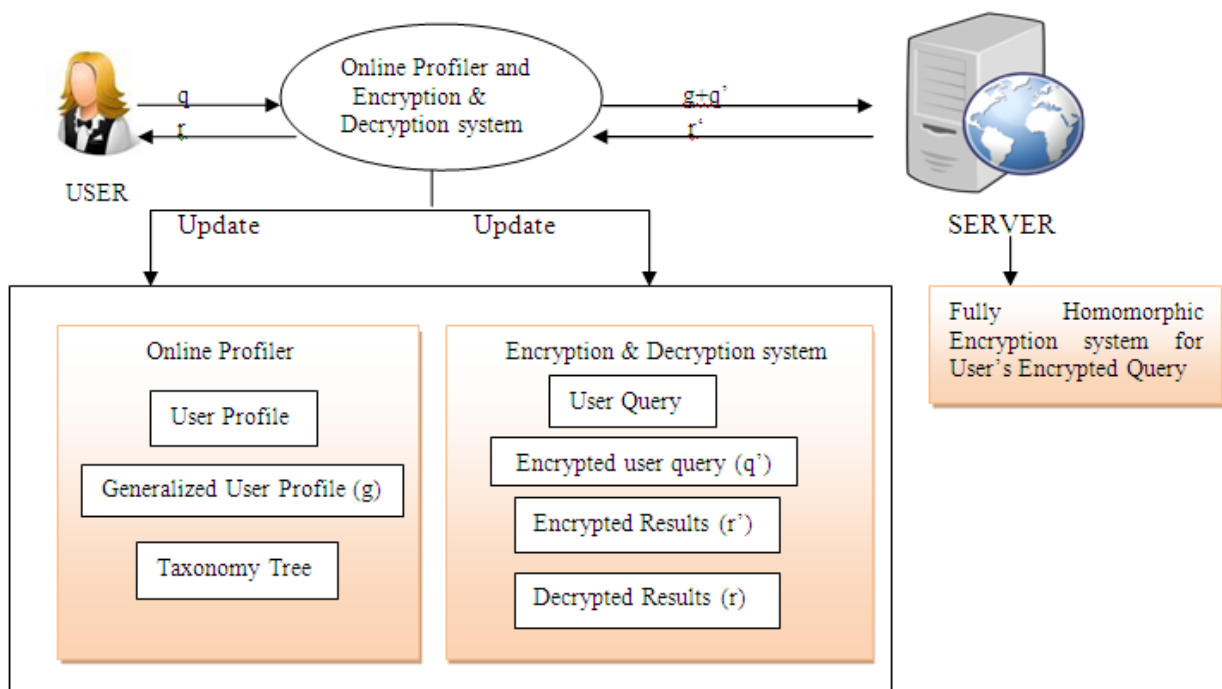 Online Profiler and
Encryption &
Decryption system
q
r
g+q’
r‘
USER
SERVER
Update
Update
Fully Homomorphic
Encryption system for
User’s Encrypted Query
Online Profiler
User Profile
Generalized User Profile (g)
Taxonomy Tree
Encryption & Decryption system
User Query
Encrypted user query (q’)
Encrypted Results (r’)
Decrypted Results (r)